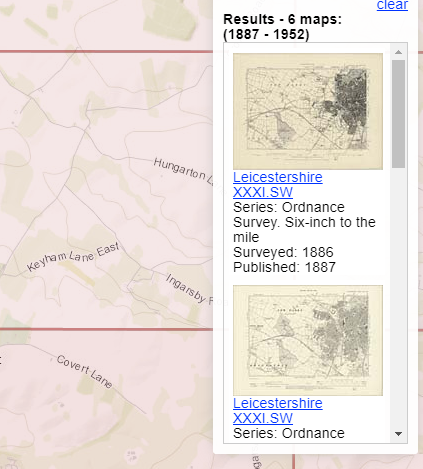 clear
Results - 6 maps:
(1887 - 1952)
Leicestershire
XXXI.SW
Series: Ordnance
Survey. Six-inch to the
mile
Surveyed: 1886
Published: 1887
Leicestershire
XXXI.SW
Series: Ordnance
Hungarton
Keyham Lane East
Ingarsby
Covert Lane